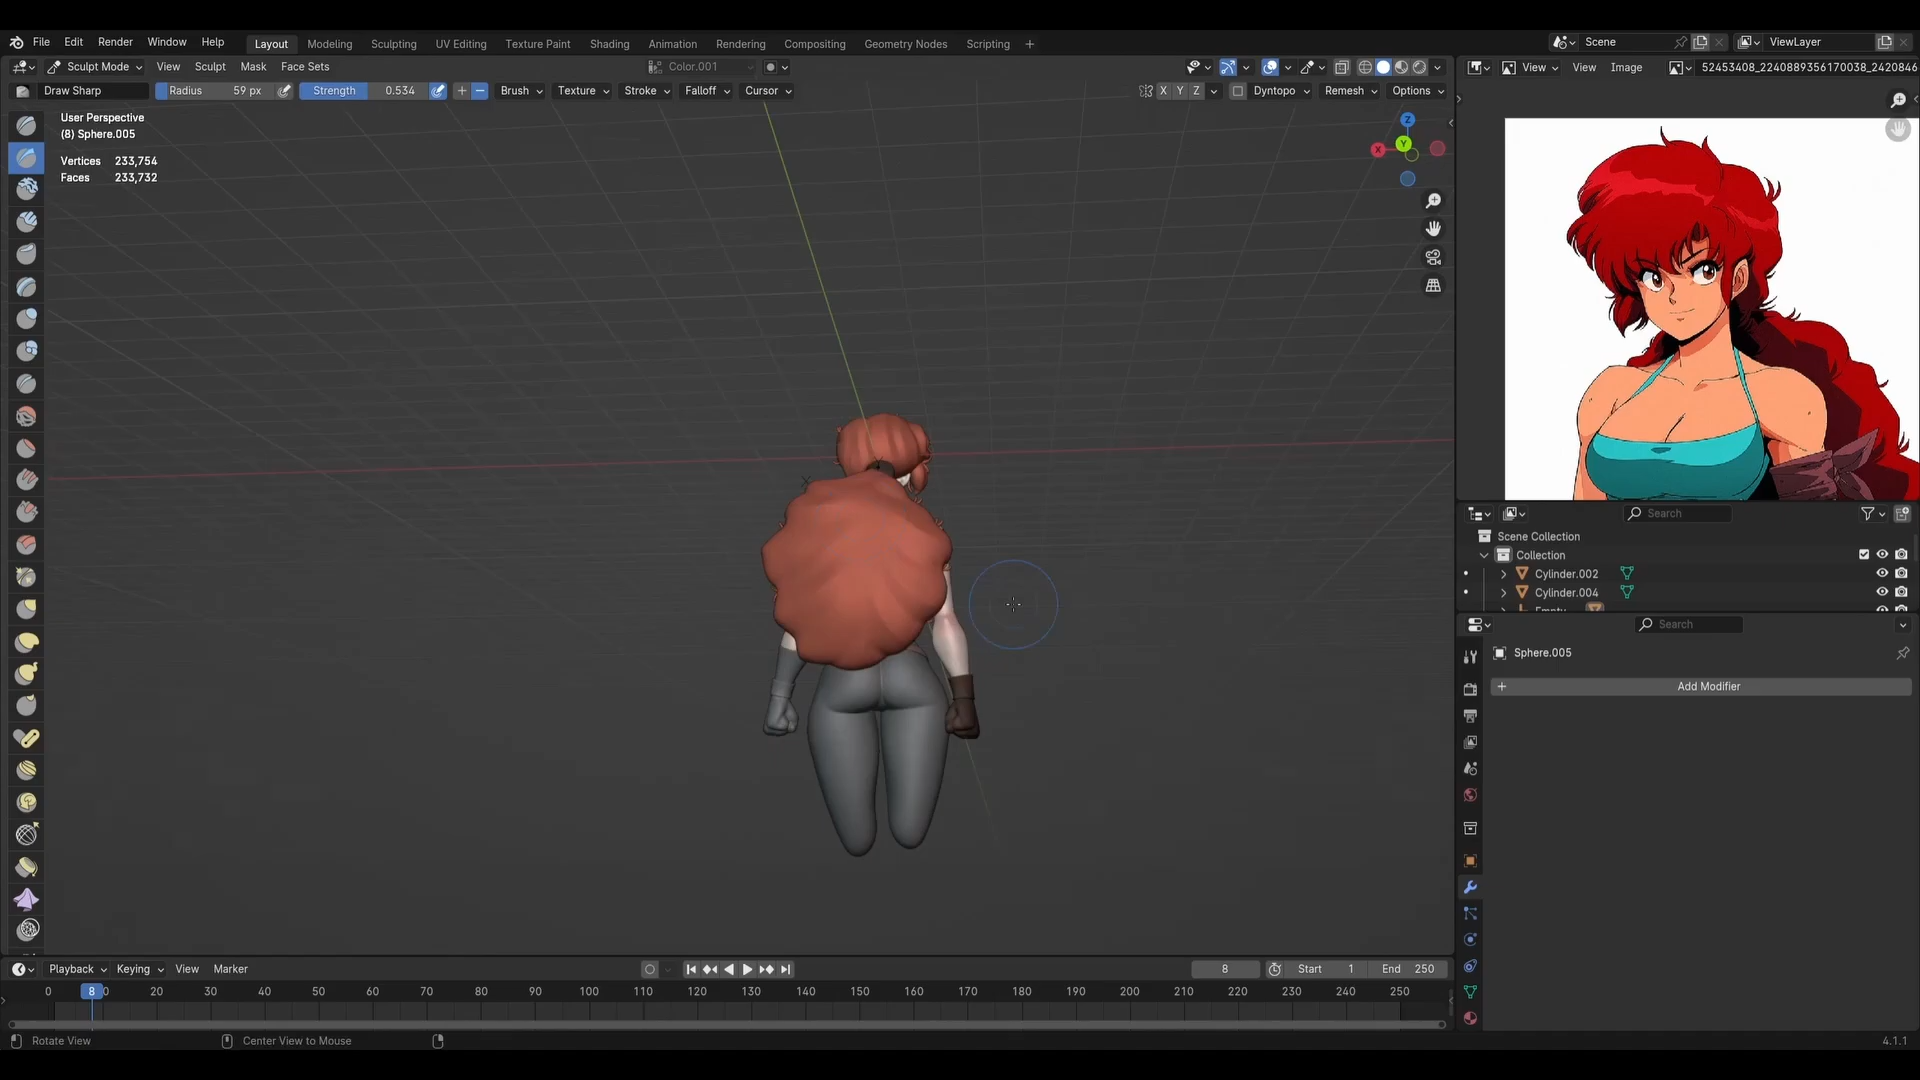 File Edit Render Window Help Layout Modeling Sculpting UV Editing Texture Paint Shading Animation Rendering Compositing Geometry Nodes Scripting + Scene ViewLayer
Sculpt Mode View Sculpt Mask Face Sets Color.001 View View Image 52453408_2240889356170038_2420846
Draw Sharp Radius 59 px Strength 0.534 Brush Texture Stroke Falloff Cursor X Y Z Dyntopo Remesh Options
User Perspective
(8) Sphere.005
Vertices 233,754
Faces 233,732
Z
Y
X
Search
Scene Collection
Collection
Cylinder.002
Cylinder.004
Search
Sphere.005
+ Add Modifier
Playback Keying View Marker 8 Start 1 End 250
0 8 0 20 30 40 50 60 70 80 90 100 110 120 130 140 150 160 170 180 190 200 210 220 230 240 250
Rotate View Center View to Mouse 4.1.1